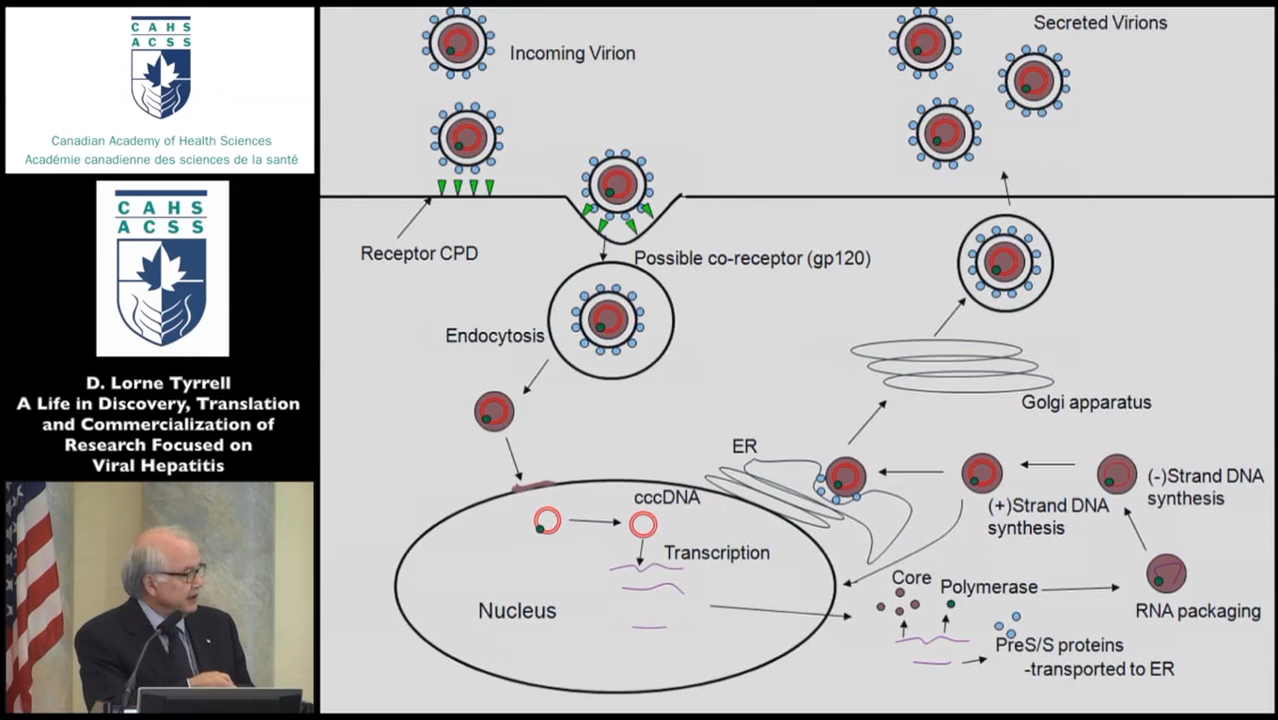 CAHS
ACSS
Canadian Academy of Health Sciences
Académie canadienne des sciences de la santé
CAHS
ACSS
D. Lorne Tyrrell
A Life in Discovery, Translation
and Commercialization of
Research Focused on
Viral Hepatitis
Incoming Virion
Secreted Virions
Receptor CPD
Possible co-receptor (gp120)
Endocytosis
Golgi apparatus
ER
cccDNA
(-)Strand DNA
synthesis
(+)Strand DNA
synthesis
Transcription
Nucleus
Core
Polymerase
RNA packaging
PreS/S proteins
-transported to ER